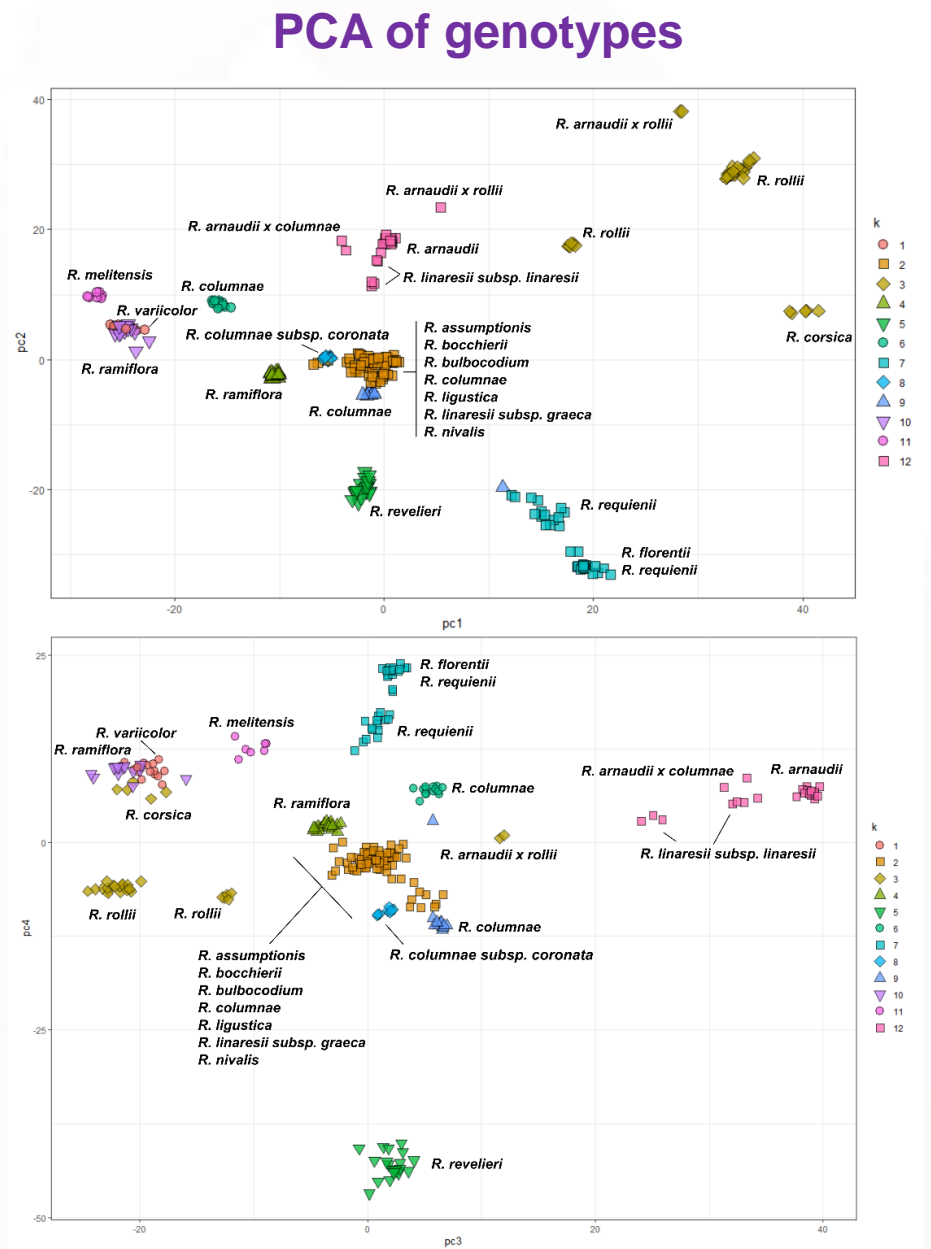 PCA of genotypes
40
R. arnaudii x rollii
R. rollii
R. arnaudii x rollii
k
20
R. arnaudii x columnae
R. rollii
1
R. arnaudii
2
R. melitensis
R. linaresii subsp. linaresii
3
R. columnae
4
R. variicolor
5
pc2
R. columnae subsp. coronata
R. assumptionis
R. corsica
6
R. bocchierii
0
R. bulbocodium
7
R. ramiflora
R. columnae
8
R. ramiflora
R. ligustica
9
R. columnae
R. linaresii subsp. graeca
10
R. nivalis
11
12
-20
R. requienii
R. revelieri
R. florentii
R. requienii
-20
0
20
40
pc1
25
R. florentii
R. requienii
R. melitensis
R. variicolor
R. requienii
R. ramiflora
R. arnaudii x columnae
R. arnaudii
R. columnae
R. ramiflora
R. corsica
k
0
1
R. arnaudii x rollii
R. linaresii subsp. linaresii
2
3
4
R. rollii
R. rollii
5
R. columnae
6
pc4
7
R. assumptionis
R. columnae subsp. coronata
8
R. bocchierii
9
R. bulbocodium
10
R. columnae
11
R. ligustica
12
-25
R. linaresii subsp. graeca
R. nivalis
R. revelieri
-50
-20
0
20
40
pc3